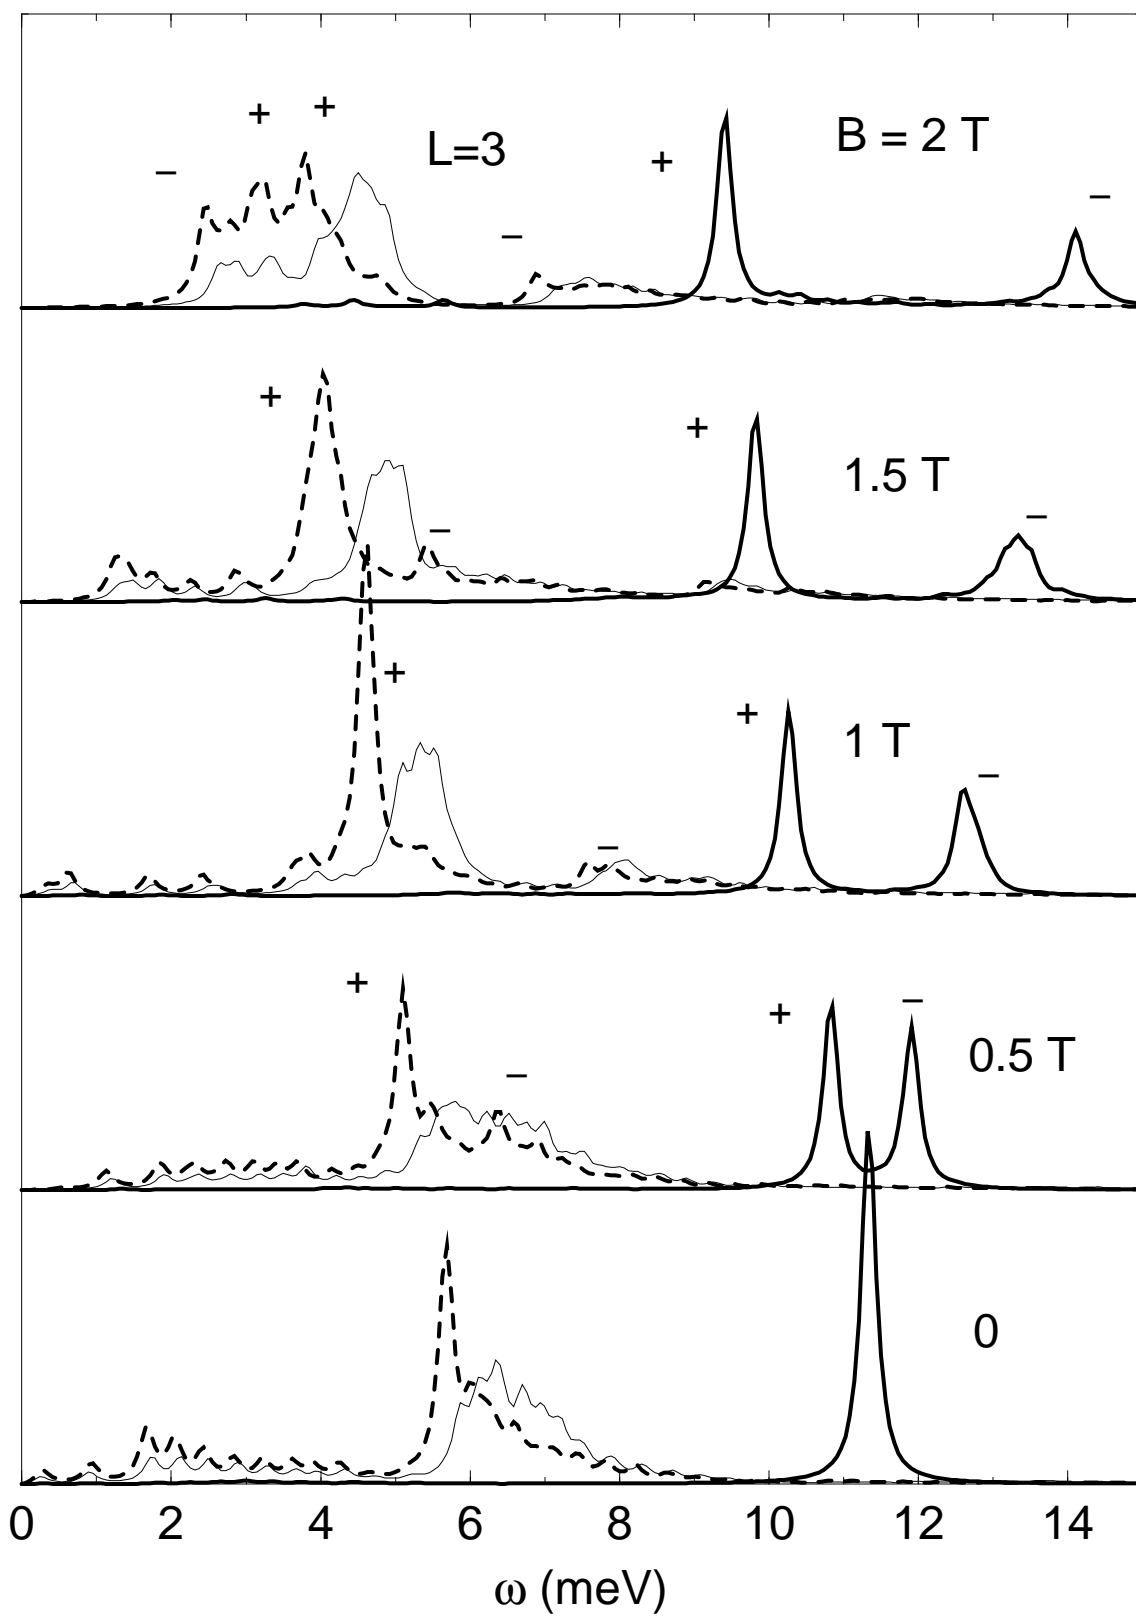 + +
L=3 B = 2 T
− + −
−
+ + 1.5 T
− −
+
+ 1 T
− −
+ + −
− 0.5 T
0
0 2 4 6 8 10 12 14
ω (meV)